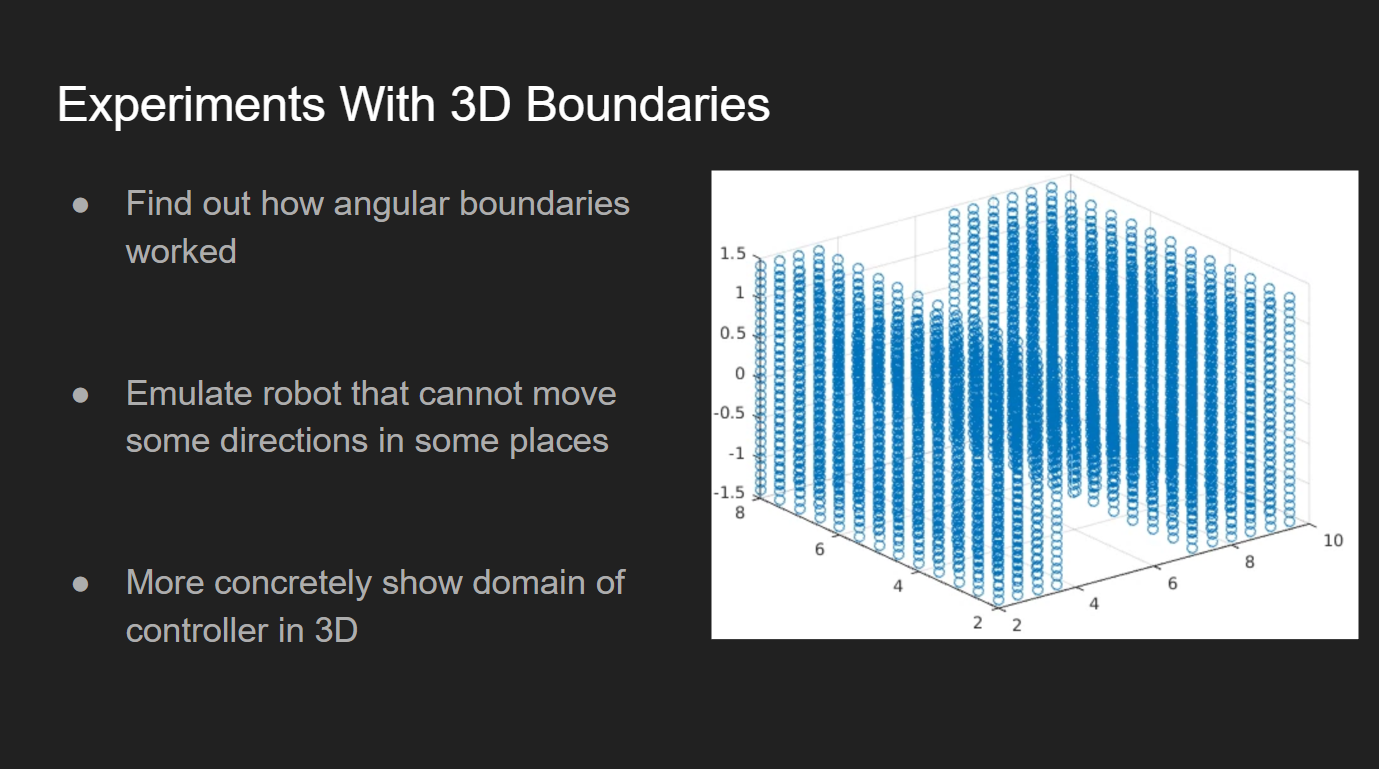 Experiments With 3D Boundaries
● Find out how angular boundaries
worked
● Emulate robot that cannot move
some directions in some places
● More concretely show domain of
controller in 3D
1.5
1
0.5
0
-0.5
-1
-1.5
8
6
4
2
2
4
6
8
10